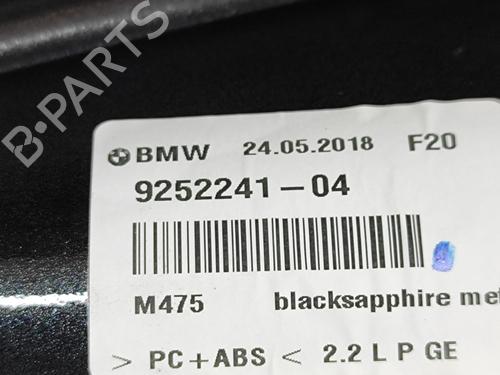 BMW 24.05.2018 F20
9252241-04
M475 blacksapphire met
> PC+ABS < 2.2 L P GE
B-PARTS